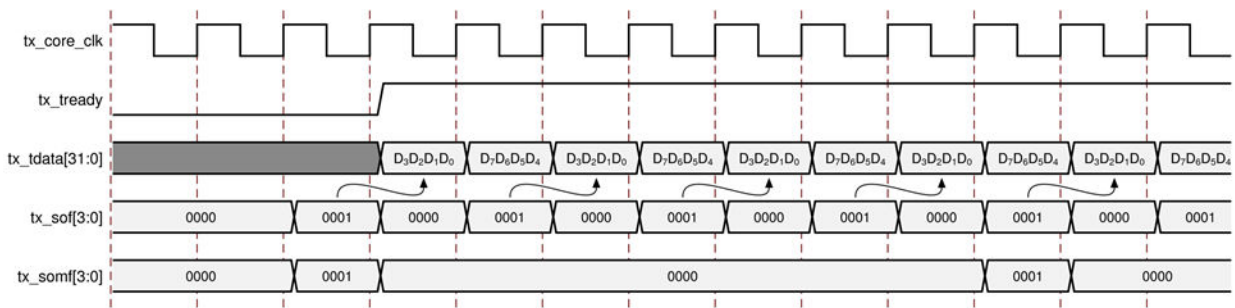 tx_core_clk
tx_tready
tx_tdata[31:0] D₃D₂D₁D₀ D₇D₆D₅D₄ D₃D₂D₁D₀ D₇D₆D₅D₄ D₃D₂D₁D₀ D₇D₆D₅D₄ D₃D₂D₁D₀ D₇D₆D₅D₄ D₃D₂D₁D₀ D₇D₆D₅D₄
tx_sof[3:0] 0000 0001 0000 0001 0000 0001 0000 0001 0000 0001 0000 0001
tx_somf[3:0] 0000 0001 0000 0001 0000